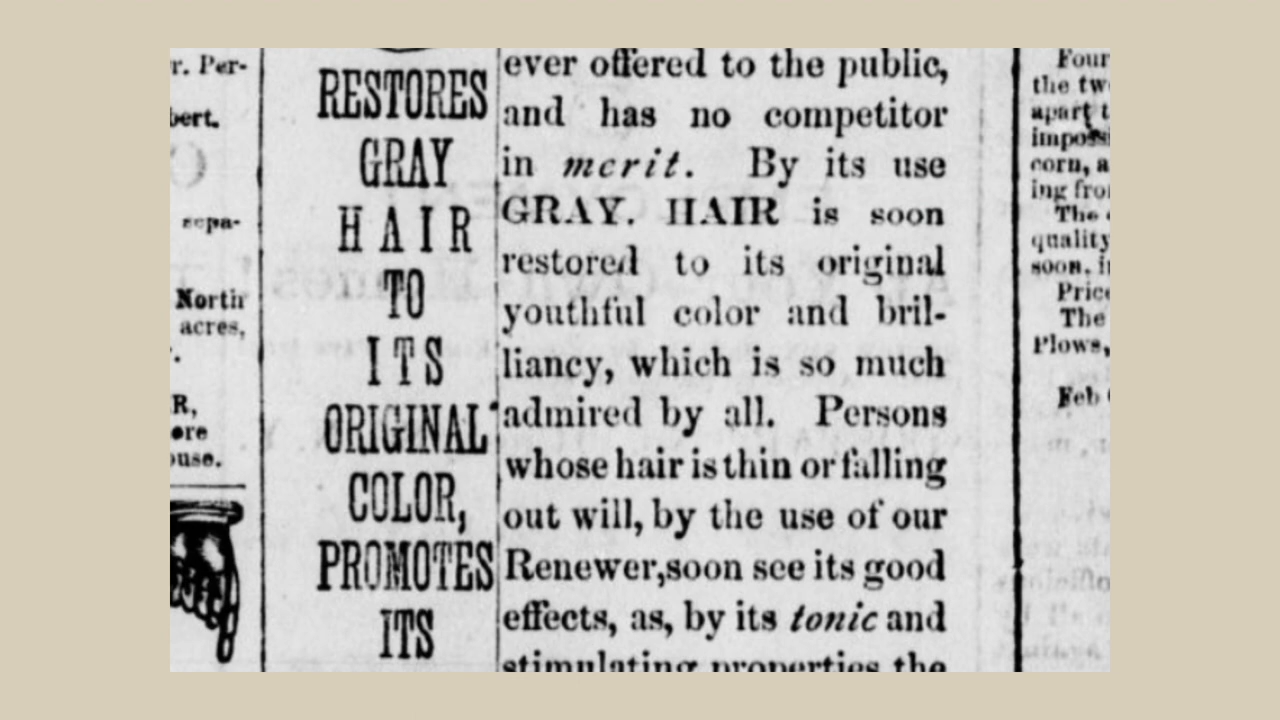 r. Per-
bert.
sepa-
North
acres,
R,
ore
ouse.
RESTORES
GRAY
HAIR
TO
ITS
ORIGINAL
COLOR,
PROMOTES
ITS
ever offered to the public,
and has no competitor
in merit. By its use
GRAY. HAIR is soon
restored to its original
youthful color and bril-
liancy, which is so much
admired by all. Persons
whose hair is thin or falling
out will, by the use of our
Renewer,soon see its good
effects, as, by its tonic and
stimulating properties the
Four
the tw
apart t
imposs
corn, a
ing fro
The
quality
soon. i
Price
The
Plows,
Feb